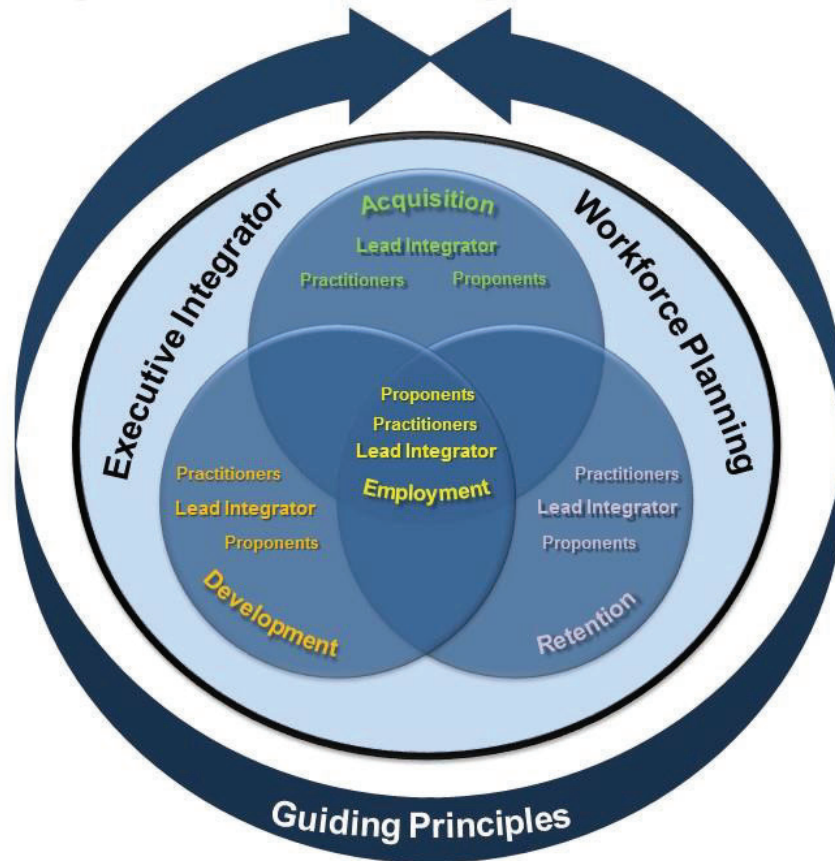 Executive Integrator
Workforce Planning
Acquisition
Lead Integrator
Practitioners Proponents
Proponents
Practitioners
Lead Integrator
Employment
Practitioners
Lead Integrator
Proponents
Development
Practitioners
Lead Integrator
Proponents
Retention
Guiding Principles